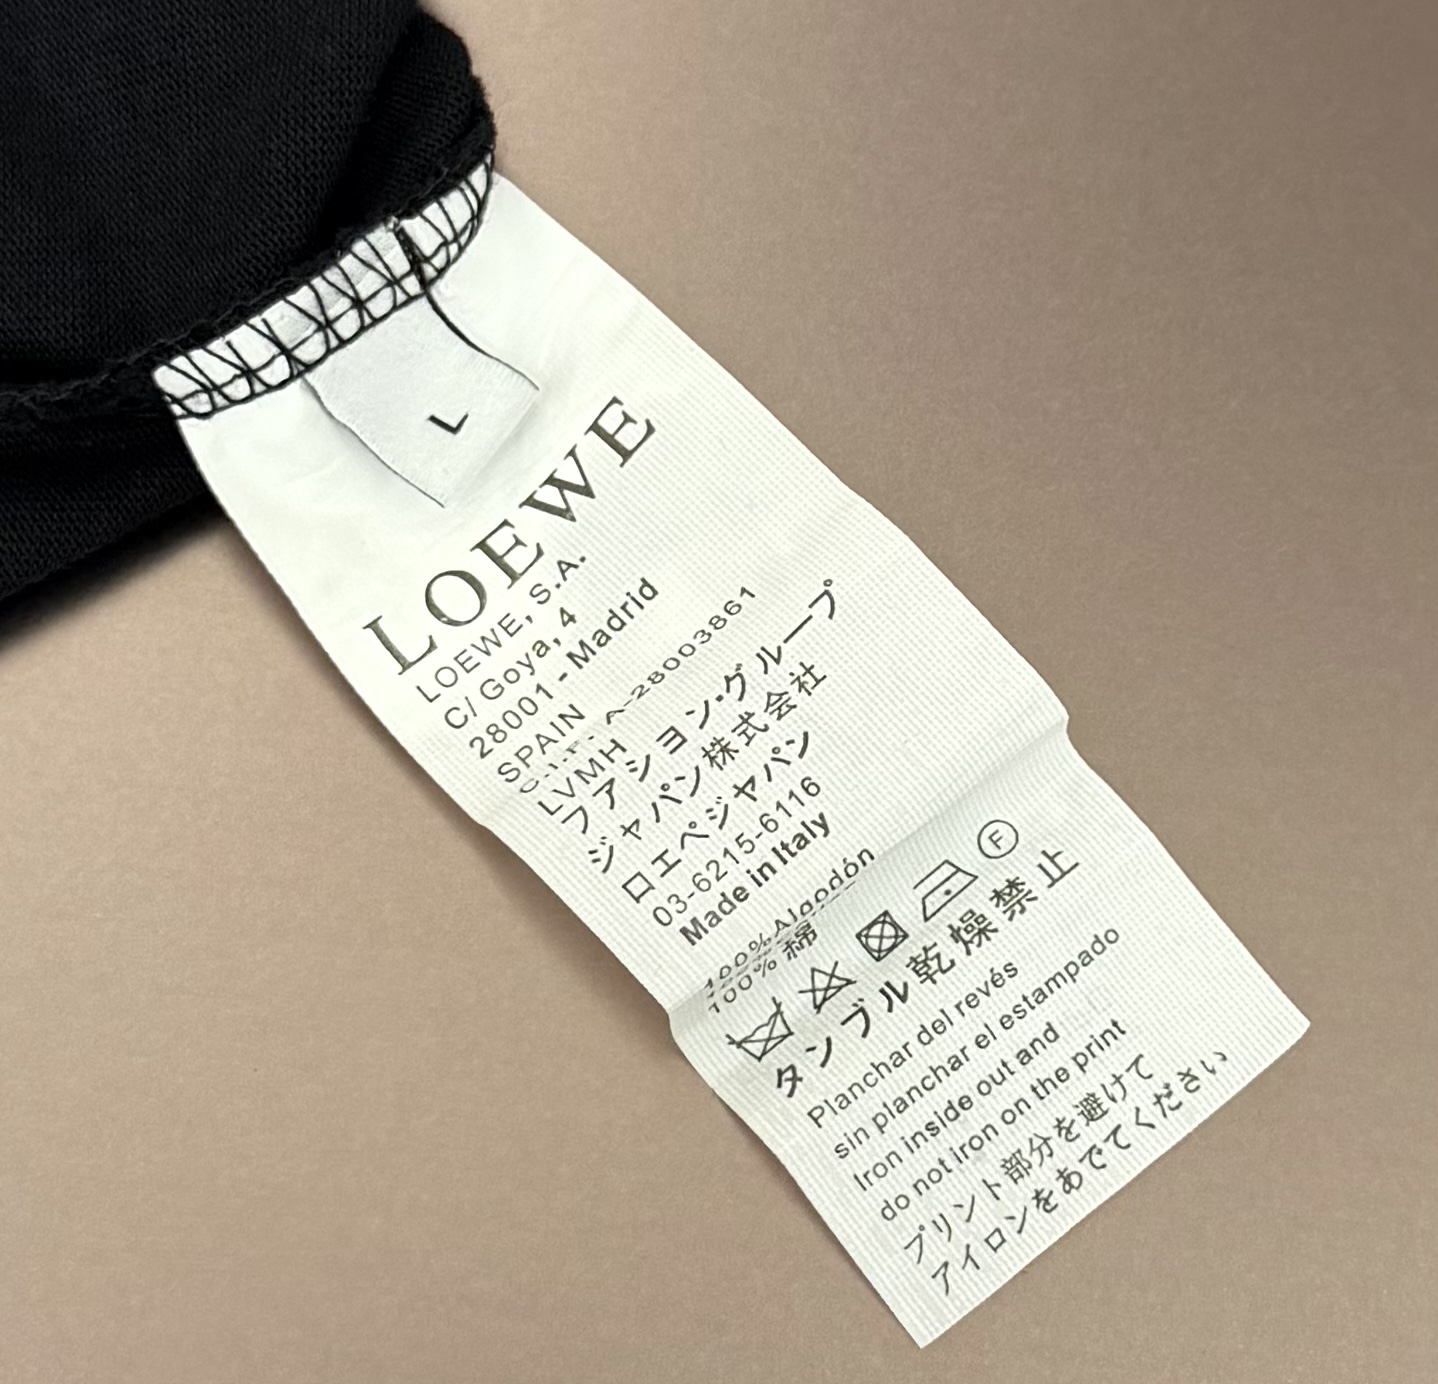 L
LOEWE
LOEWE, S.A.
C/ Goya, 4
28001 - Madrid
SPAIN
A-28003861
LVMH
ファション・グループ
ジャパン株式会社
ロエベジャパン
03-6215-6116
Made in Italy
100%Algodón
100%綿
F
タンブル乾燥禁止
Planchar del revés
sin planchar el estampado
Iron inside out and
do not iron on the print
プリント部分を避けて
アイロンをあでてください